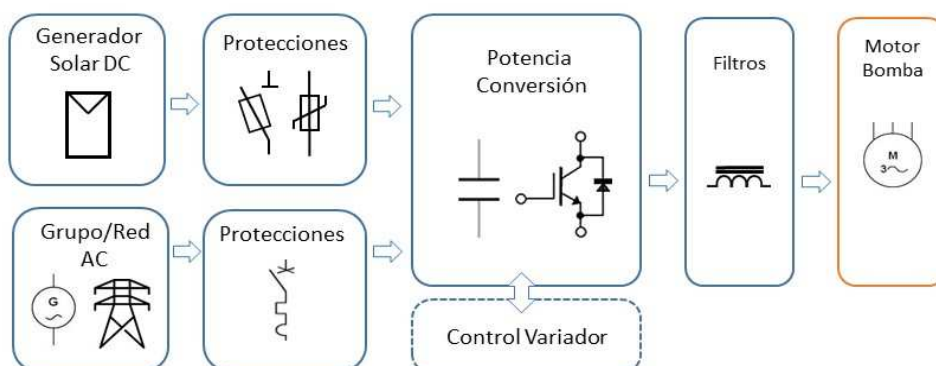 Generador
Solar DC
Protecciones
Potencia
Conversión
Filtros
Motor
Bomba
M
3
Grupo/Red
AC
G
Protecciones
Control Variador